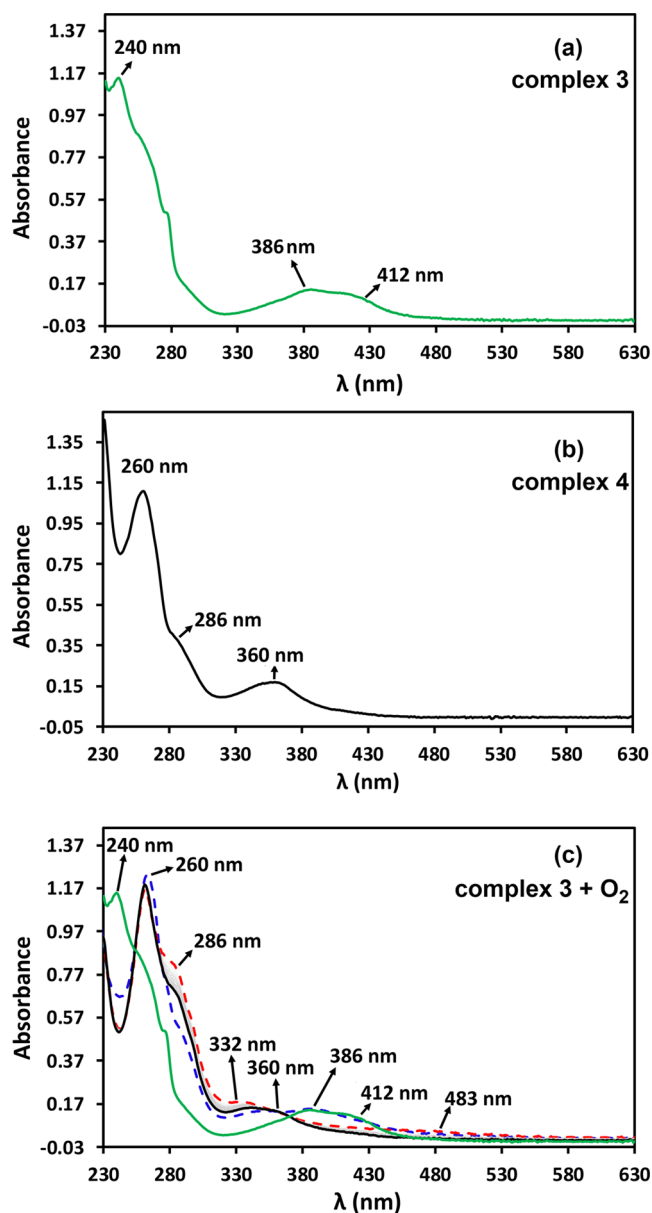 1.37
240 nm
(a)
1.17
complex 3
0.97
0.77
Absorbance
0.57
0.37
386 nm
412 nm
0.17
-0.03
230 280 330 380 430 480 530 580 630
λ (nm)
1.35
(b)
260 nm
complex 4
1.15
0.95
0.75
Absorbance
0.55
286 nm
0.35
360 nm
0.15
-0.05
230 280 330 380 430 480 530 580 630
λ (nm)
1.37
240 nm
(c)
260 nm
1.17
complex 3 + O₂
0.97
286 nm
0.77
Absorbance
0.57
332 nm
360 nm
386 nm
0.37
412 nm
483 nm
0.17
-0.03
230 280 330 380 430 480 530 580 630
λ (nm)